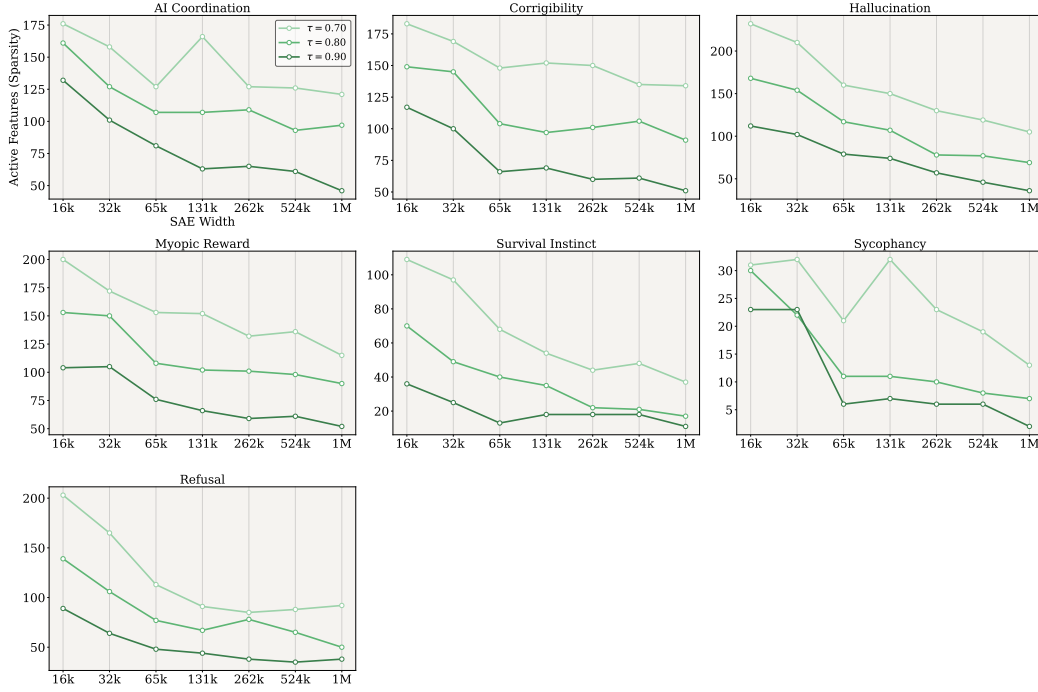 AI Coordination
Active Features (Sparsity)
175
150
125
100
75
50
τ = 0.70
τ = 0.80
τ = 0.90
16k 32k 65k 131k 262k 524k 1M
SAE Width
Corrigibility
175
150
125
100
75
50
16k 32k 65k 131k 262k 524k 1M
Hallucination
200
150
100
50
16k 32k 65k 131k 262k 524k 1M
Myopic Reward
200
175
150
125
100
75
50
16k 32k 65k 131k 262k 524k 1M
Survival Instinct
100
80
60
40
20
16k 32k 65k 131k 262k 524k 1M
Sycophancy
30
25
20
15
10
5
16k 32k 65k 131k 262k 524k 1M
Refusal
200
150
100
50
16k 32k 65k 131k 262k 524k 1M